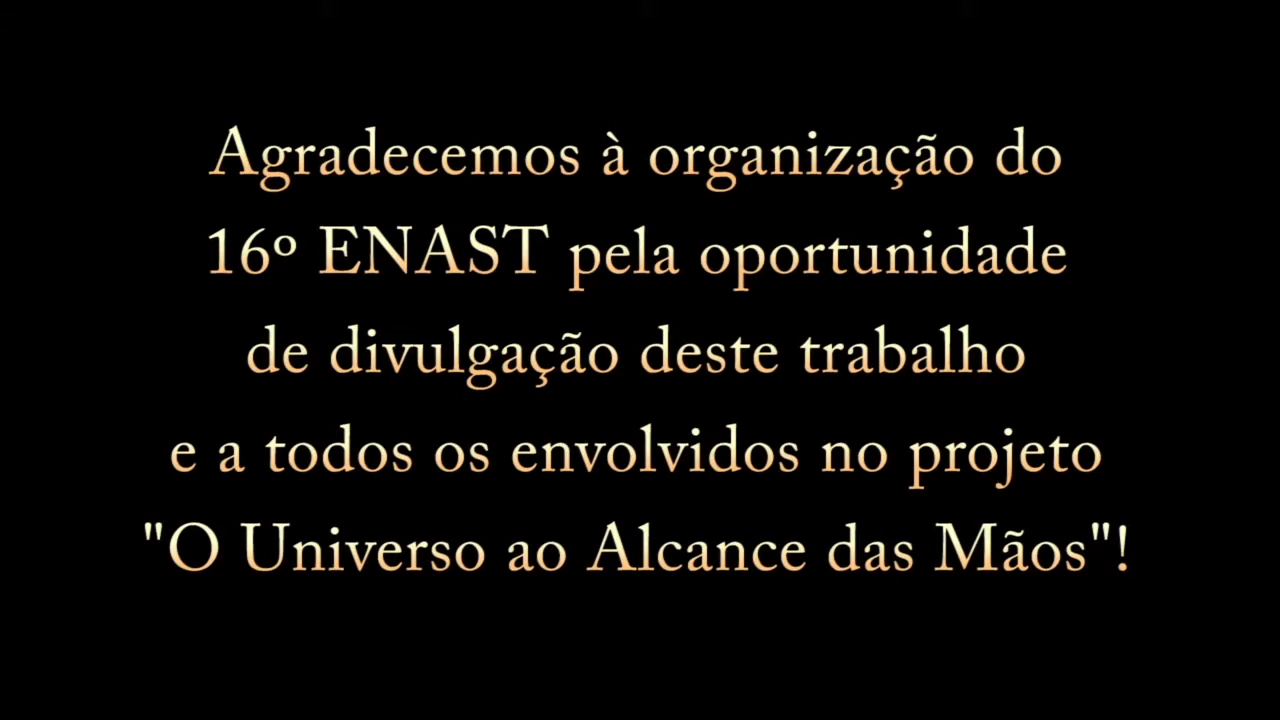 Agradecemos à organização do
16º ENAST pela oportunidade
de divulgação deste trabalho
e a todos os envolvidos no projeto
"O Universo ao Alcance das Mãos"!